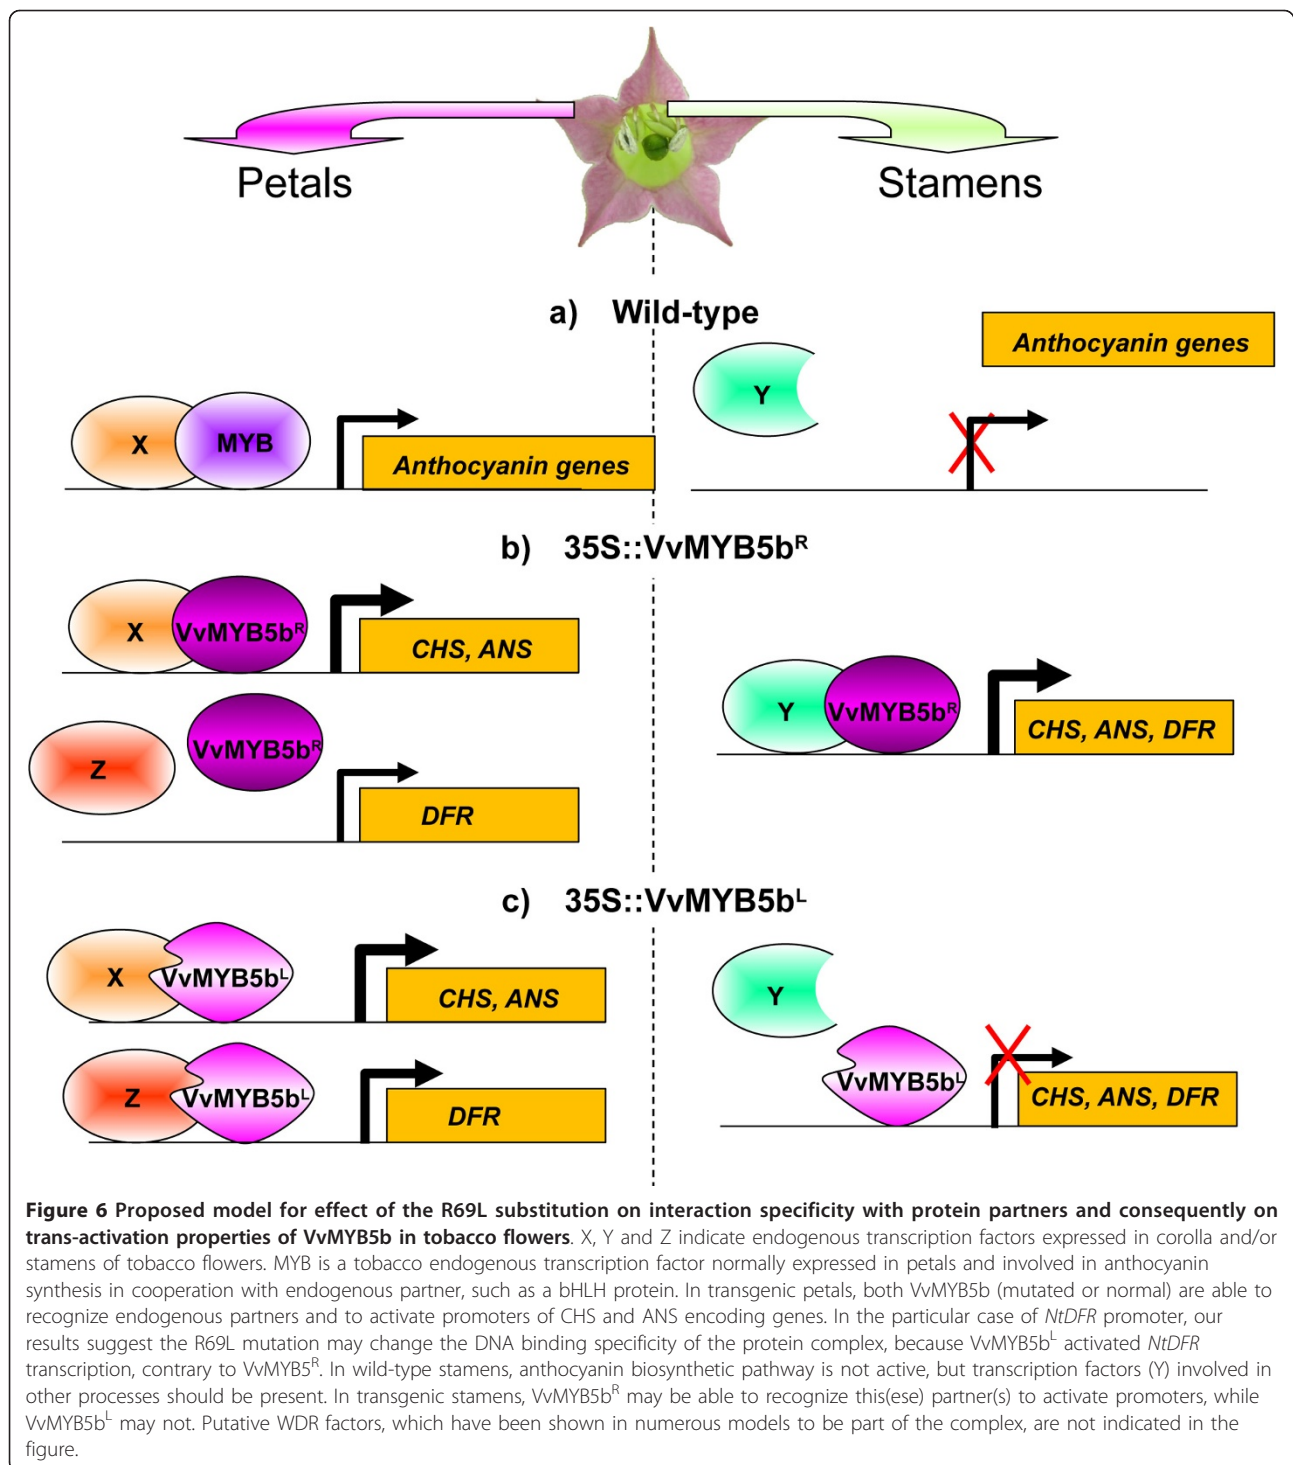 Petals
Stamens
a) Wild-type
X
MYB
Anthocyanin genes
Y
Anthocyanin genes
b) 35S::VvMYB5bᴿ
X
VvMYB5bᴿ
CHS, ANS
Z
VvMYB5bᴿ
DFR
Y
VvMYB5bᴿ
CHS, ANS, DFR
c) 35S::VvMYB5bᴸ
X
VvMYB5bᴸ
CHS, ANS
Z
VvMYB5bᴸ
DFR
Y
VvMYB5bᴸ
CHS, ANS, DFR
Figure 6 Proposed model for effect of the R69L substitution on interaction specificity with protein partners and consequently on
trans-activation properties of VvMYB5b in tobacco flowers. X, Y and Z indicate endogenous transcription factors expressed in corolla and/or
stamens of tobacco flowers. MYB is a tobacco endogenous transcription factor normally expressed in petals and involved in anthocyanin
synthesis in cooperation with endogenous partner, such as a bHLH protein. In transgenic petals, both VvMYB5b (mutated or normal) are able to
recognize endogenous partners and to activate promoters of CHS and ANS encoding genes. In the particular case of NtDFR promoter, our
results suggest the R69L mutation may change the DNA binding specificity of the protein complex, because VvMYB5bᴸ activated NtDFR
transcription, contrary to VvMYB5ᴿ. In wild-type stamens, anthocyanin biosynthetic pathway is not active, but transcription factors (Y) involved in
other processes should be present. In transgenic stamens, VvMYB5bᴿ may be able to recognize this(ese) partner(s) to activate promoters, while
VvMYB5bᴸ may not. Putative WDR factors, which have been shown in numerous models to be part of the complex, are not indicated in the
figure.